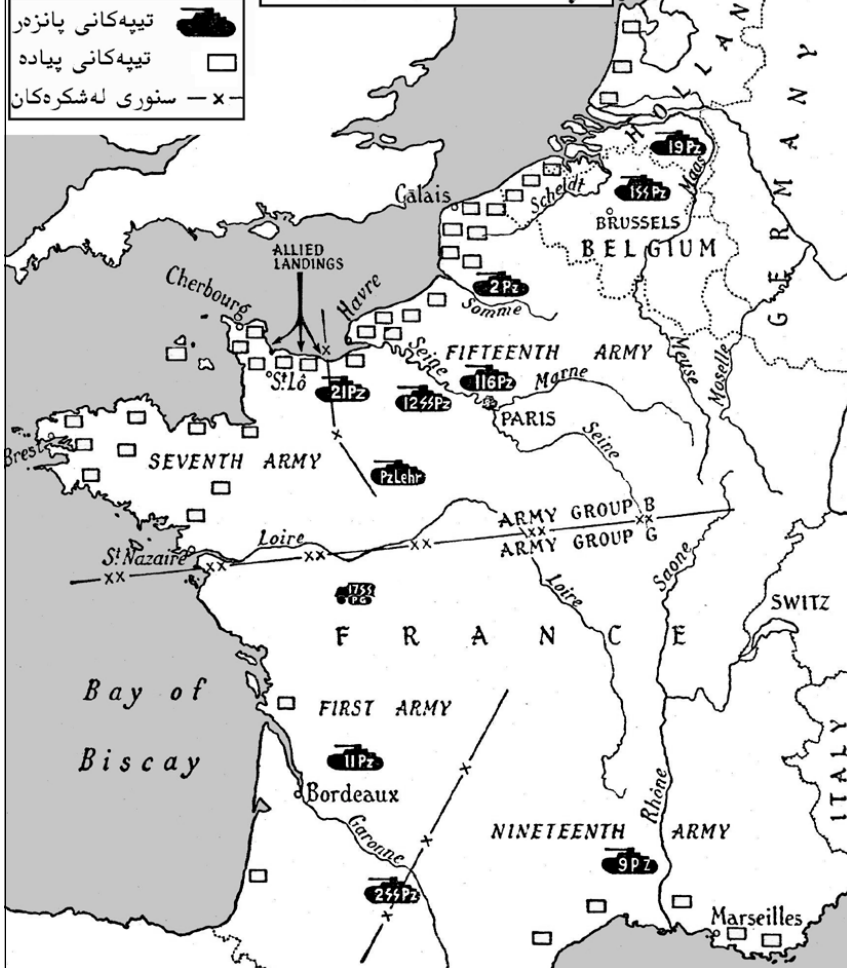 تیپەکانی پانزەر
تیپەکانی پیادە
سنوری لەشکرەکان —x—
HOLLAND
GERMANY
19 Pz
Maas
1SS Pz
Scheldt
Calais
BRUSSELS
BELGIUM
ALLIED
LANDINGS
Cherbourg
Havre
2 Pz
Somme
Seine
FIFTEENTH ARMY
Meuse
Moselle
St Lô
21 Pz
12 SS Pz
116 Pz
Marne
PARIS
Seine
Brest
SEVENTH ARMY
Pz Lehr
ARMY GROUP B
ARMY GROUP G
Loire
St Nazaire
Loire
Saone
17SS
PG
SWITZ
FRANCE
Bay of
Biscay
FIRST ARMY
11 Pz
Bordeaux
Garonne
ITALY
Rhône
NINETEENTH ARMY
9 PZ
2 SS Pz
Marseilles